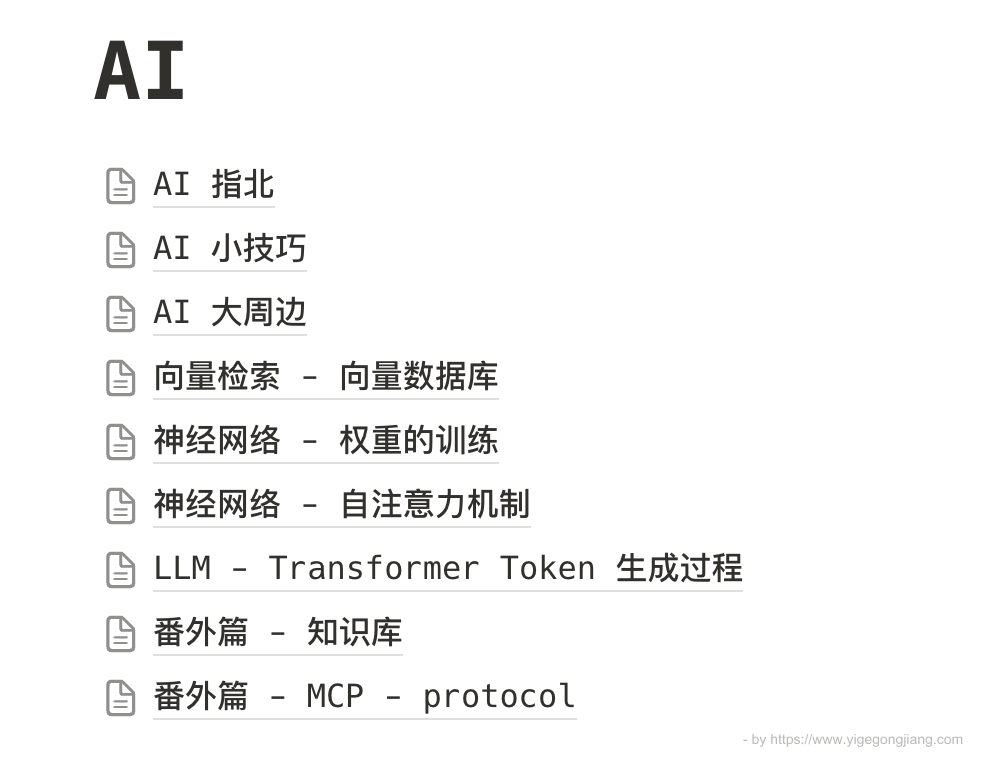 AI
AI 指北
AI 小技巧
AI 大周边
向量检索 - 向量数据库
神经网络 - 权重的训练
神经网络 - 自注意力机制
LLM - Transformer Token 生成过程
番外篇 - 知识库
番外篇 - MCP - protocol
- by https://www.yigegongjiang.com